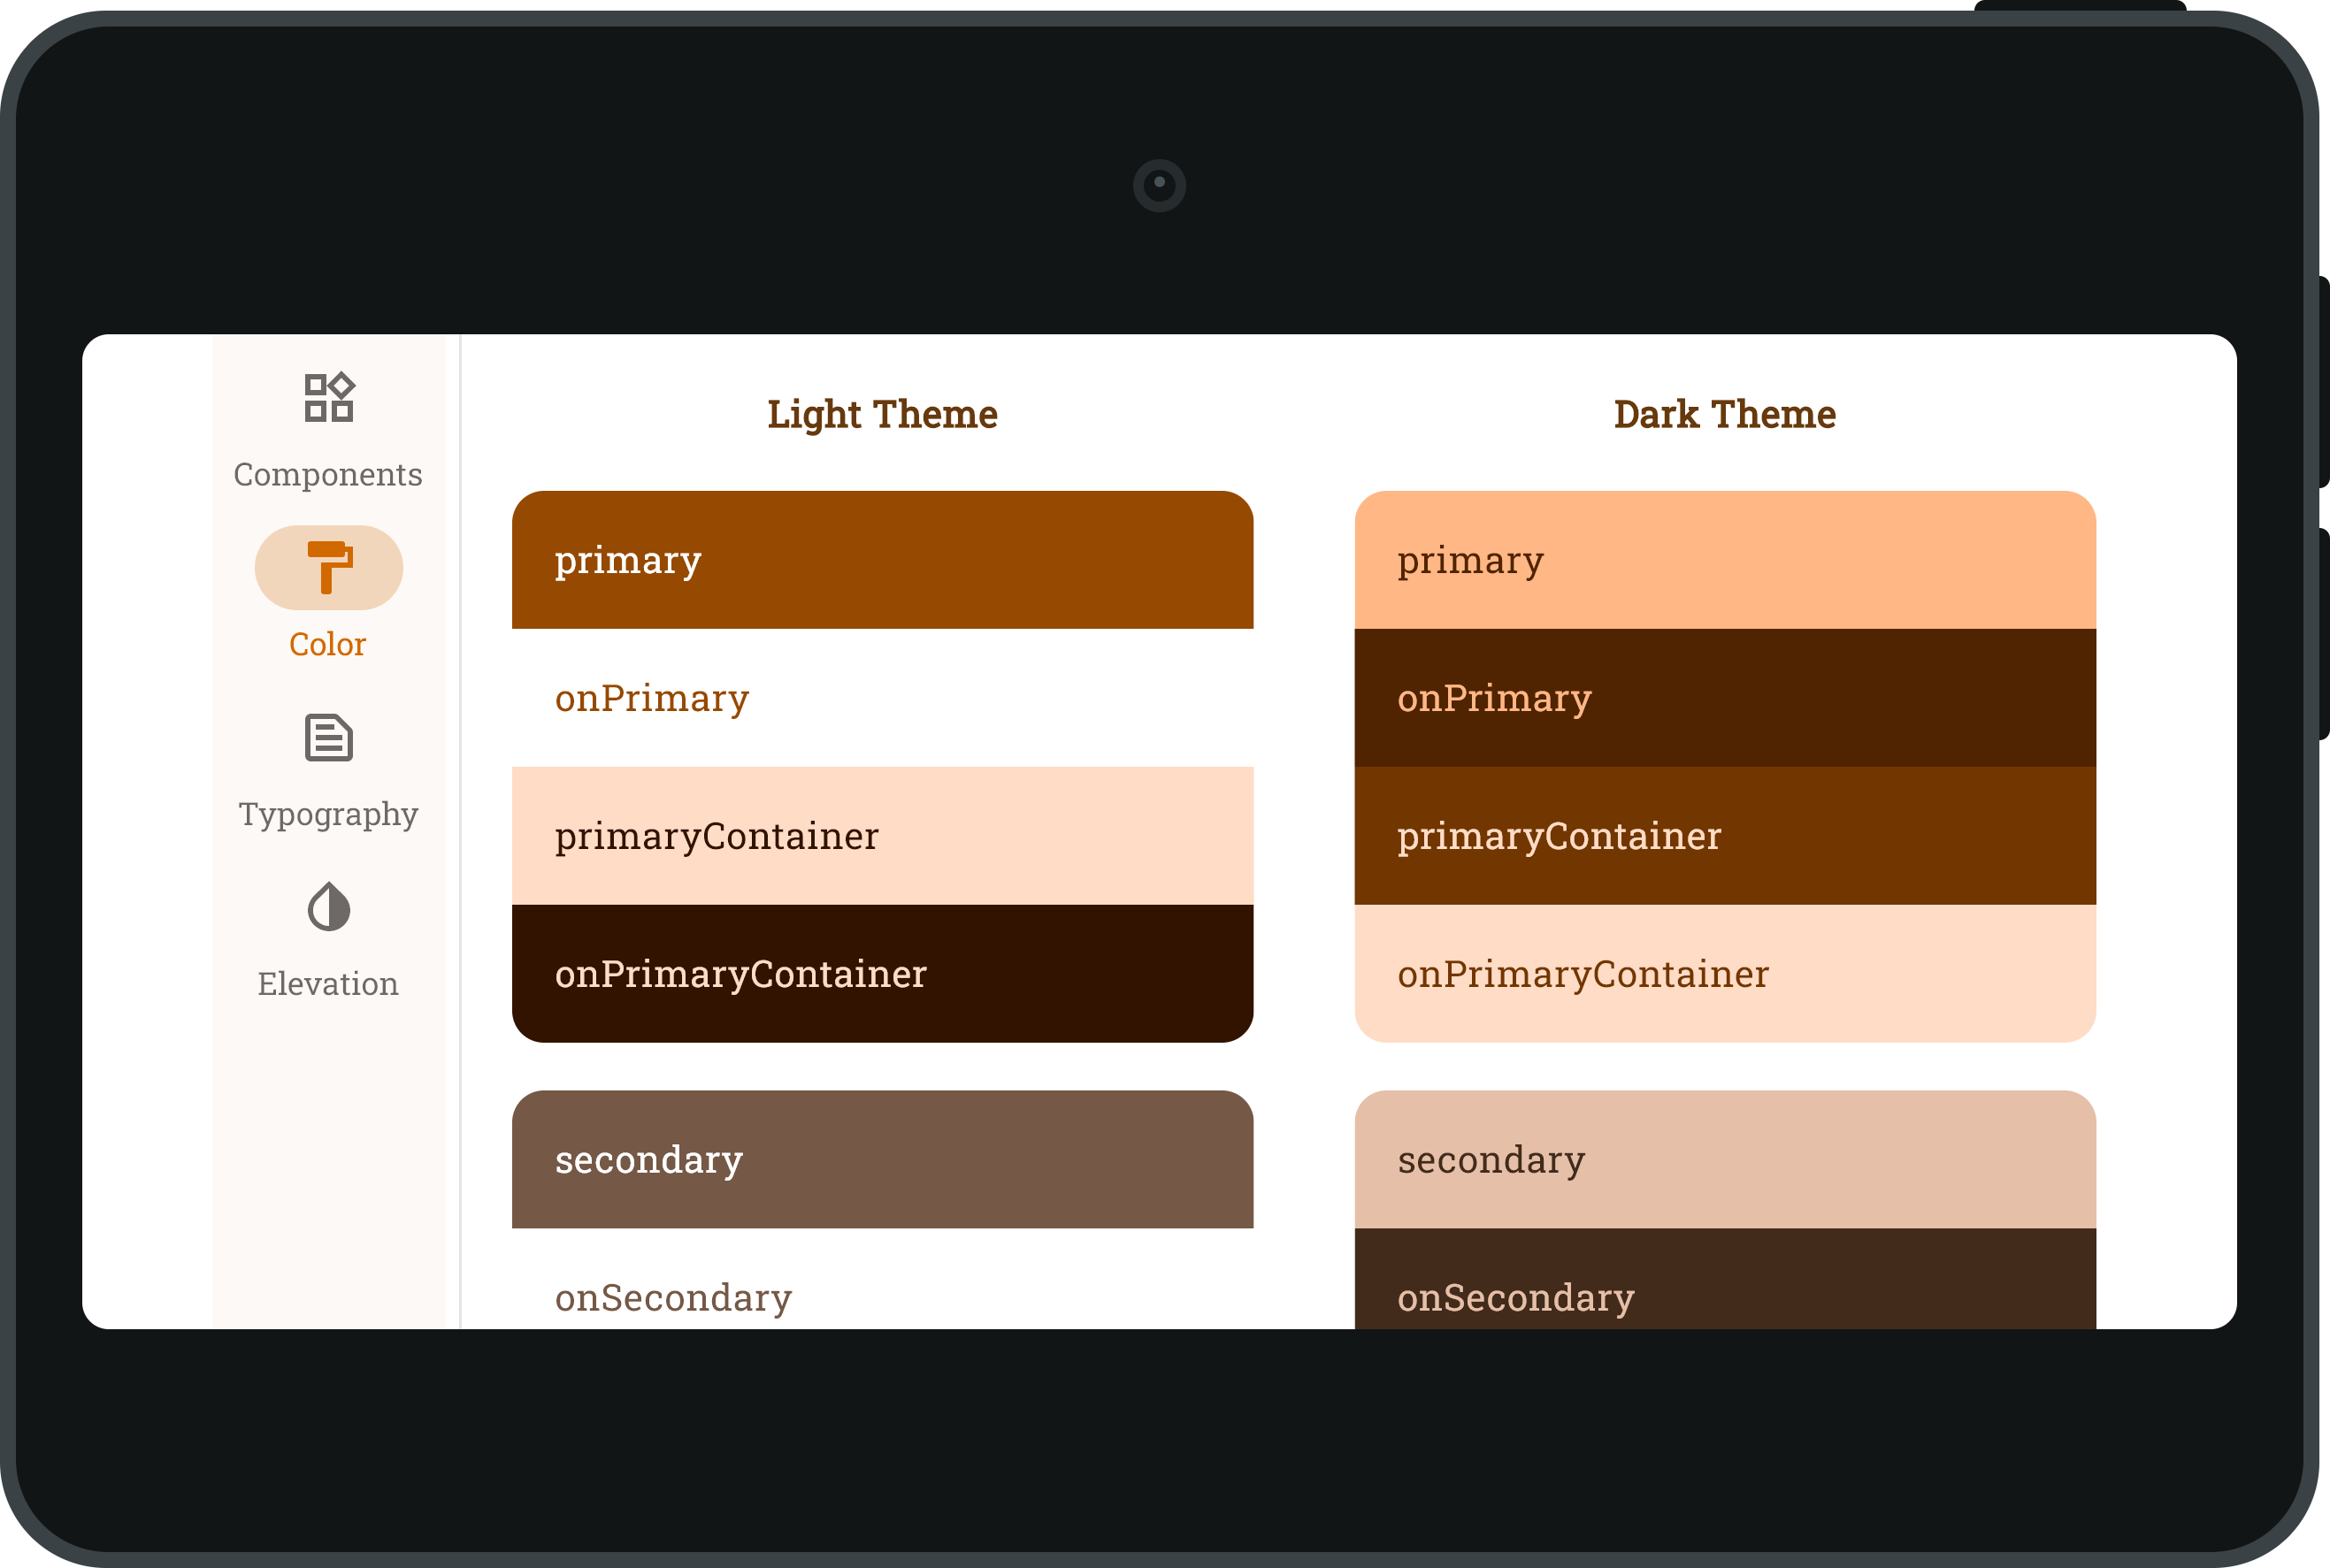 Components
Color
Typography
Elevation
Light Theme
primary
onPrimary
primaryContainer
onPrimaryContainer
secondary
onSecondary
Dark Theme
primary
onPrimary
primaryContainer
onPrimaryContainer
secondary
onSecondary